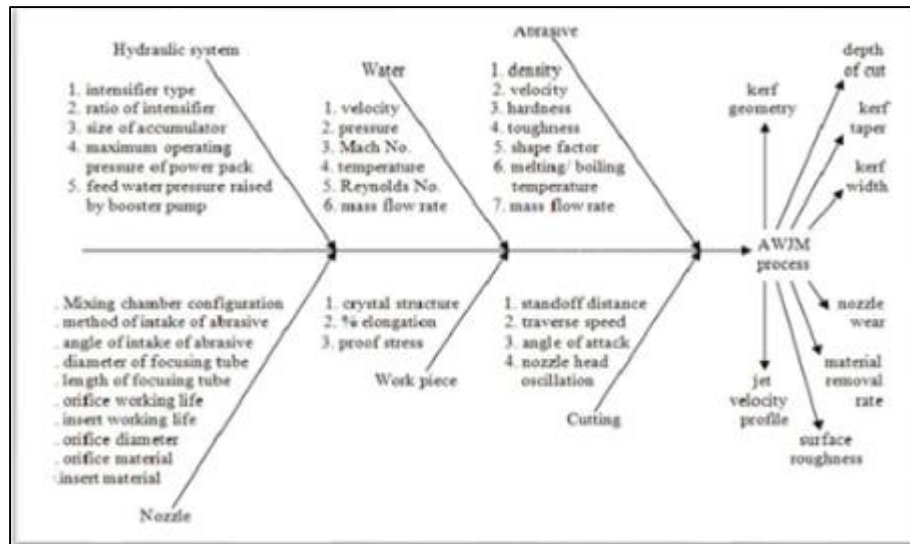 Hydraulic system
1. intensifier type
2. ratio of intensifier
3. size of accumulator
4. maximum operating
pressure of power pack
5. feed water pressure raised
by booster pump
Water
1. velocity
2. pressure
3. Mach No.
4. temperature
5. Reynolds No.
6. mass flow rate
Abrasive
1. density
2. velocity
3. hardness
4. toughness
5. shape factor
6. melting/ boiling
temperature
7. mass flow rate
. Mixing chamber configuration
. method of intake of abrasive
. angle of intake of abrasive
. diameter of focusing tube
. length of focusing tube
. orifice working life
. insert working life
. orifice diameter
. orifice material
.insert material
Nozzle
1. crystal structure
2. % elongation
3. proof stress
Work piece
1. standoff distance
2. traverse speed
3. angle of attack
4. nozzle head
oscillation
Cutting
kerf
geometry
depth
of cut
kerf
taper
kerf
width
AWJM
process
nozzle
wear
material
removal
rate
jet
velocity
profile
surface
roughness